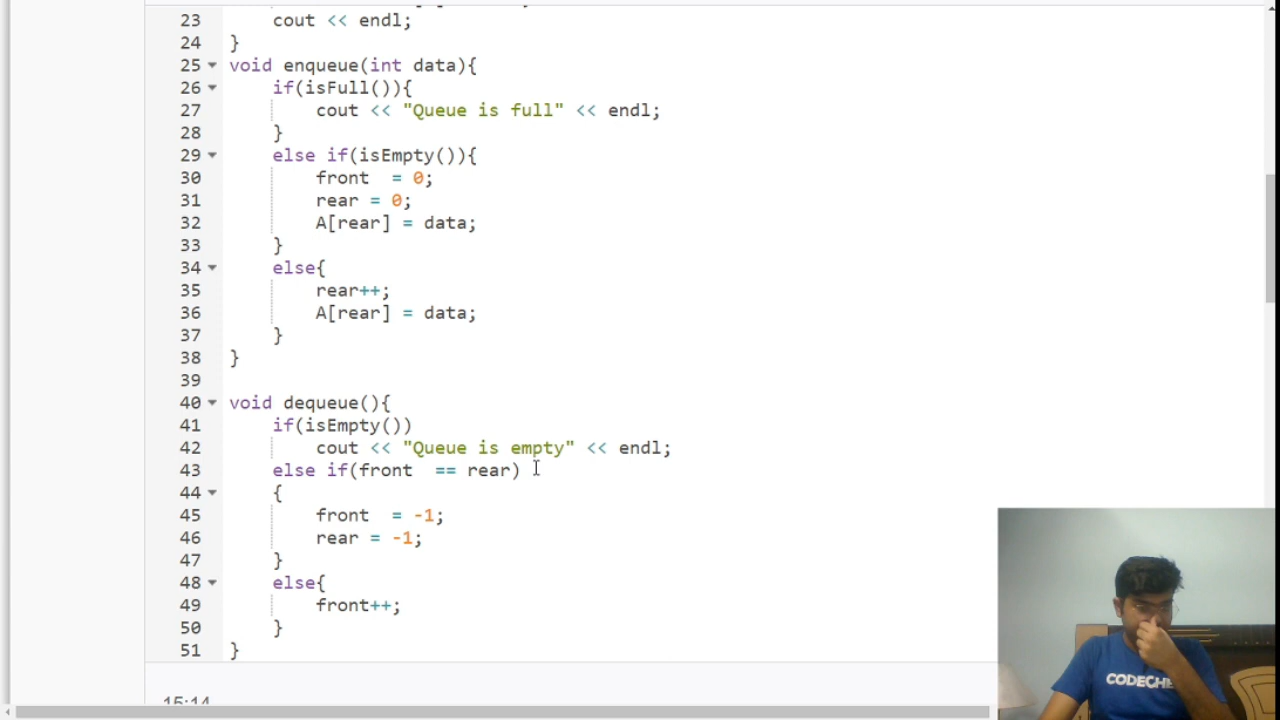 23 cout << endl;
24 }
25 void enqueue(int data){
26 if(isFull()){
27 cout << "Queue is full" << endl;
28 }
29 else if(isEmpty()){
30 front  = 0;
31 rear = 0;
32 A[rear] = data;
33 }
34 else{
35 rear++;
36 A[rear] = data;
37 }
38 }
39
40 void dequeue(){
41 if(isEmpty())
42 cout << "Queue is empty" << endl;
43 else if(front  == rear)
44 {
45 front  = -1;
46 rear = -1;
47 }
48 else{
49 front++;
50 }
51 }
15:14
CODECHE